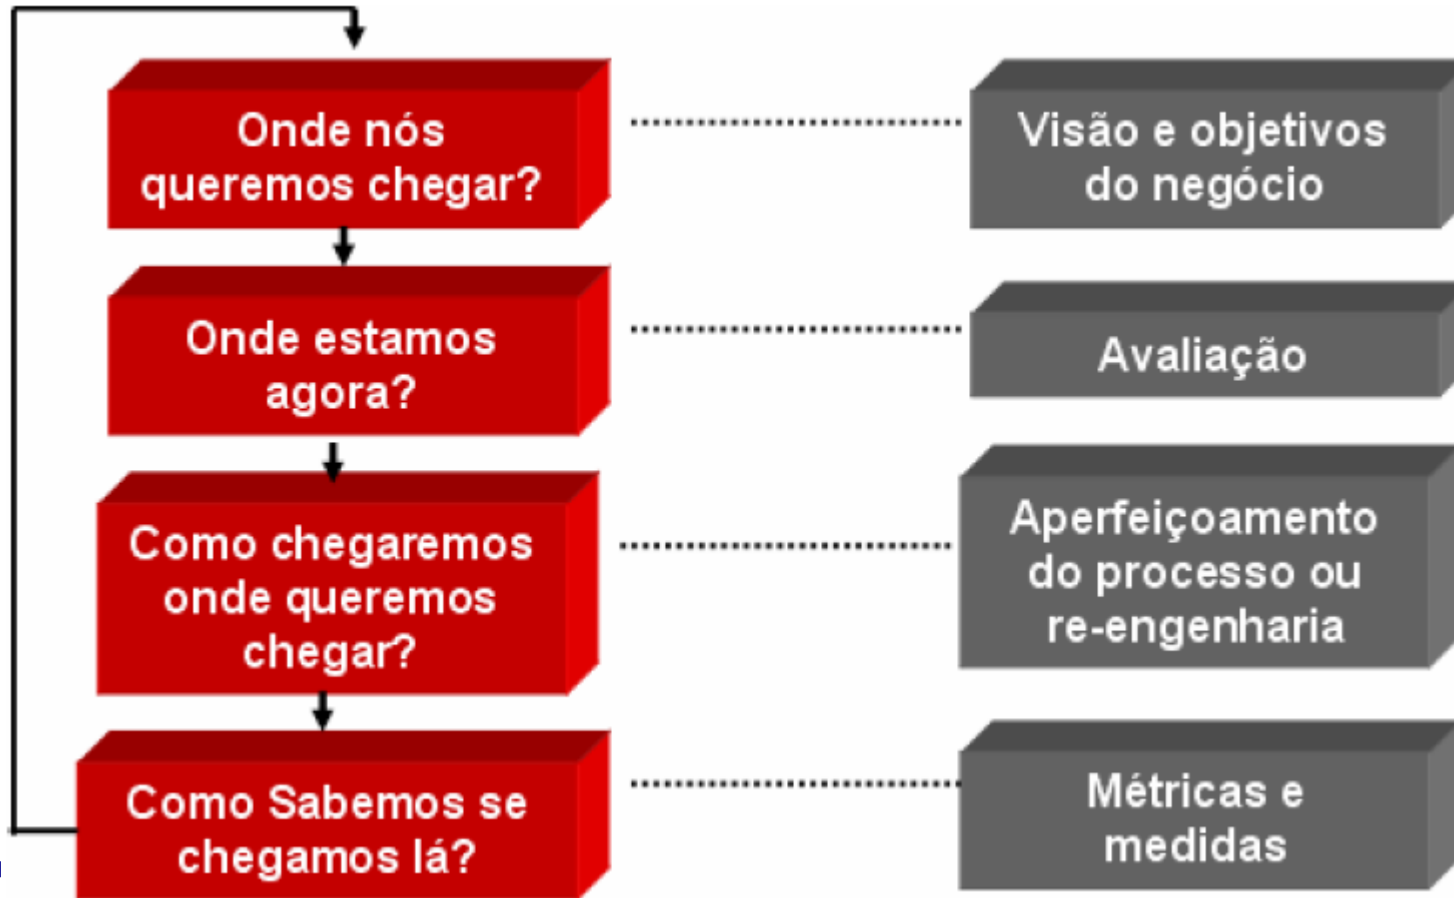 Onde nós
queremos chegar?
Visão e objetivos
do negócio
Onde estamos
agora?
Avaliação
Como chegaremos
onde queremos
chegar?
Aperfeiçoamento
do processo ou
re-engenharia
Como Sabemos se
chegamos lá?
Métricas e
medidas